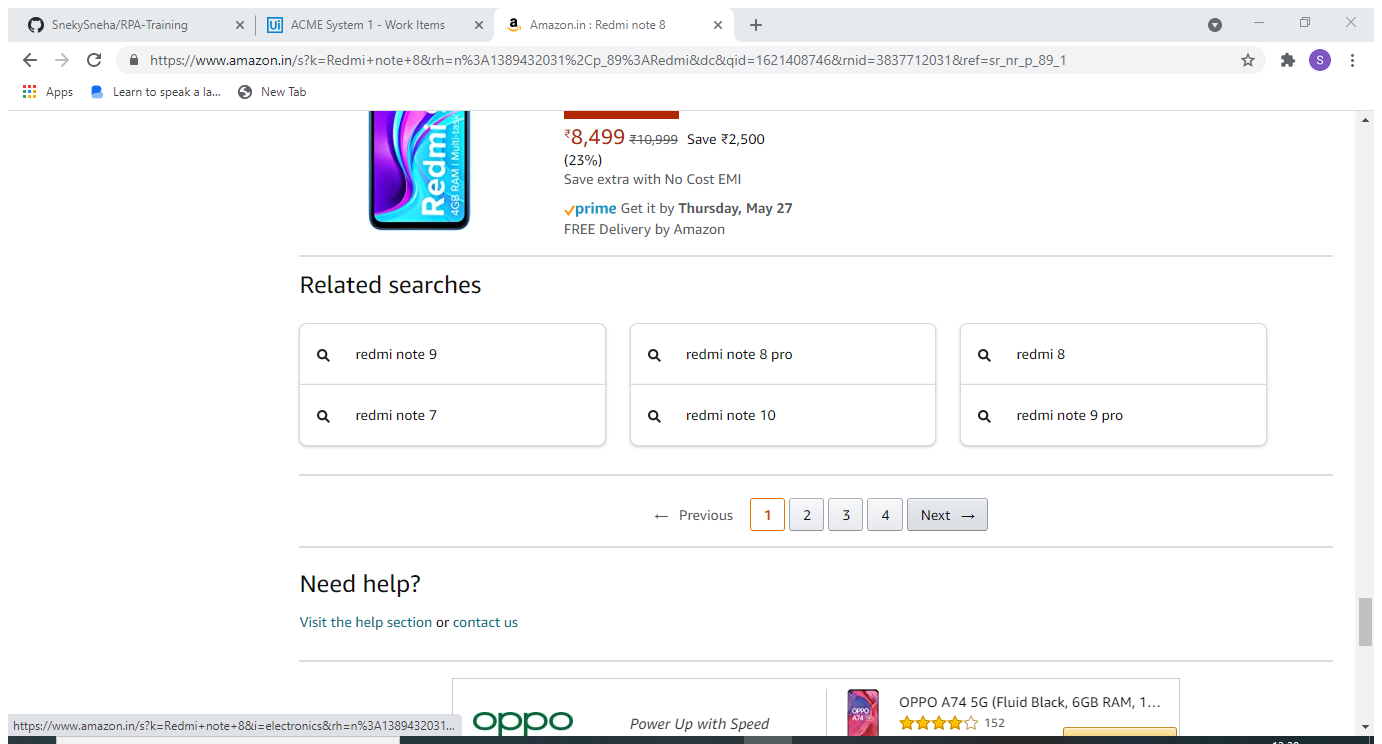 SnekySneha/RPA-Training
Ui ACME System 1 - Work Items
a Amazon.in : Redmi note 8
https://www.amazon.in/s?k=Redmi+note+8&rh=n%3A1389432031%2Cp_89%3ARedmi&dc&qid=1621408746&rnid=3837712031&ref=sr_nr_p_89_1
S
Apps
Learn to speak a la...
New Tab
Redmi
4GB RAM | Multi-task
₹8,499 ₹10,999 Save ₹2,500
(23%)
Save extra with No Cost EMI
prime Get it by Thursday, May 27
FREE Delivery by Amazon
Related searches
redmi note 9
redmi note 8 pro
redmi 8
redmi note 7
redmi note 10
redmi note 9 pro
← Previous 1 2 3 4 Next →
Need help?
Visit the help section or contact us
oppo
Power Up with Speed
OPPO
A74 5G
OPPO A74 5G (Fluid Black, 6GB RAM, 1...
152
https://www.amazon.in/s?k=Redmi+note+8&i=electronics&rh=n%3A1389432031...